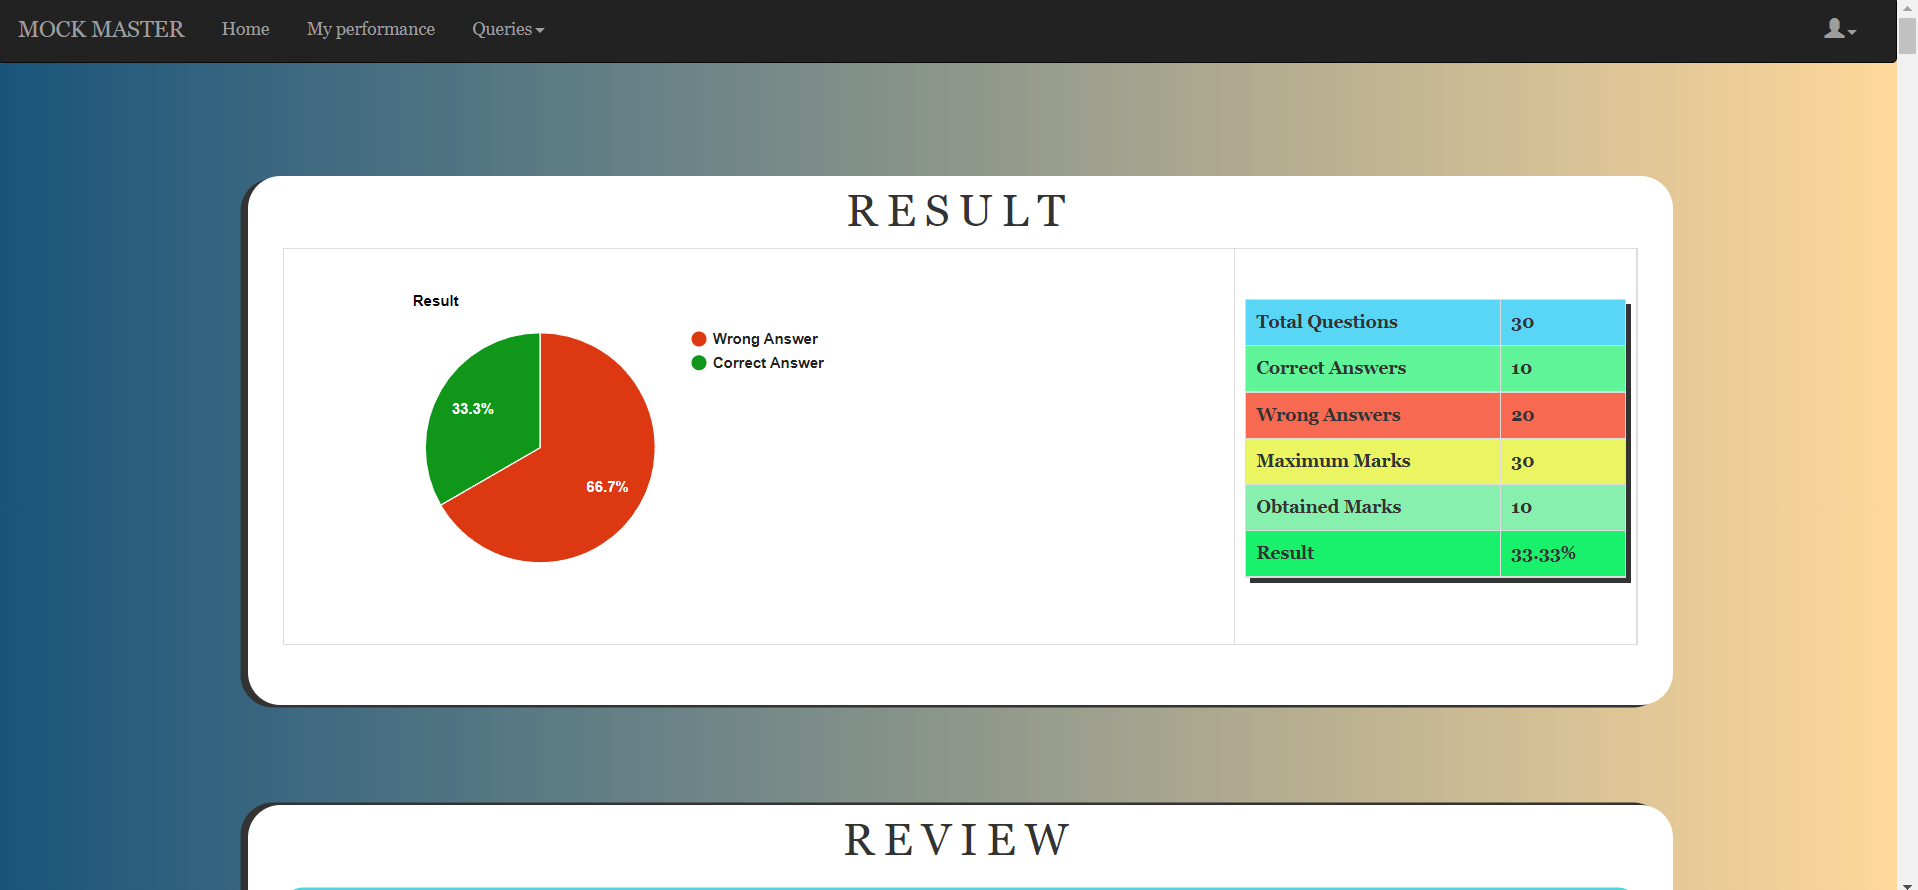 MOCK MASTER Home My performance Queries
RESULT
Result
Wrong Answer
Correct Answer
33.3%
66.7%
Total Questions 30
Correct Answers 10
Wrong Answers 20
Maximum Marks 30
Obtained Marks 10
Result 33.33%
REVIEW